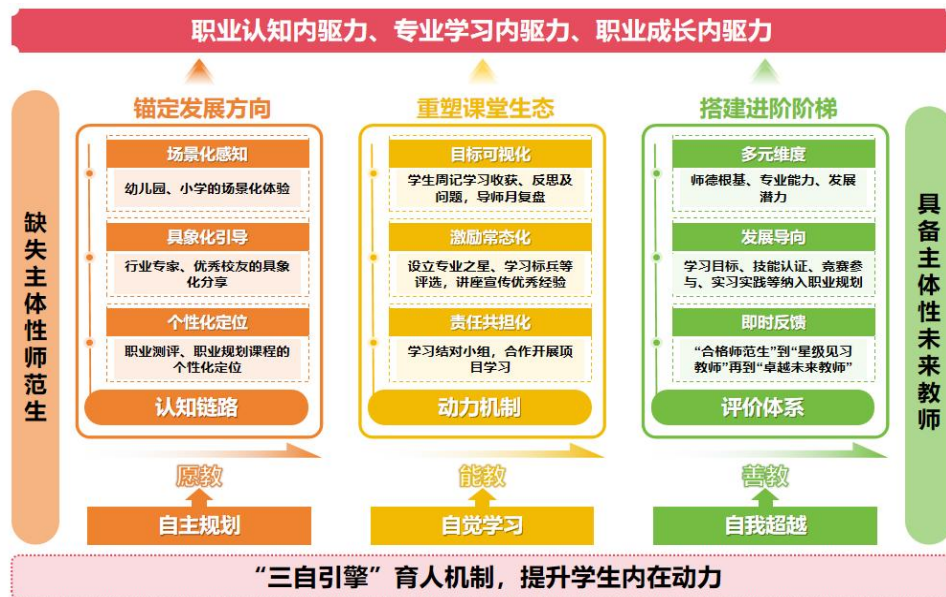 职业认知内驱力、专业学习内驱力、职业成长内驱力
缺失主体性师范生
锚定发展方向
场景化感知
幼儿园、小学的场景化体验
具象化引导
行业专家、优秀校友的具象
化分享
个性化定位
职业测评、职业规划课程的
个性化定位
认知链路
愿教
自主规划
重塑课堂生态
目标可视化
学生周记学习收获、反思及
问题，导师月复盘
激励常态化
设立专业之星、学习标兵等
评选，讲座宣传优秀经验
责任共担化
学习结对小组，合作开展项
目学习
动力机制
能教
自觉学习
搭建进阶阶梯
多元维度
师德根基、专业能力、发展
潜力
发展导向
学习目标、技能认证、竞赛参
与、实习实践等纳入职业规划
即时反馈
“合格师范生”到“星级见习
教师”再到“卓越未来教师”
评价体系
善教
自我超越
具备主体性未来教师
“三自引擎”育人机制，提升学生内在动力